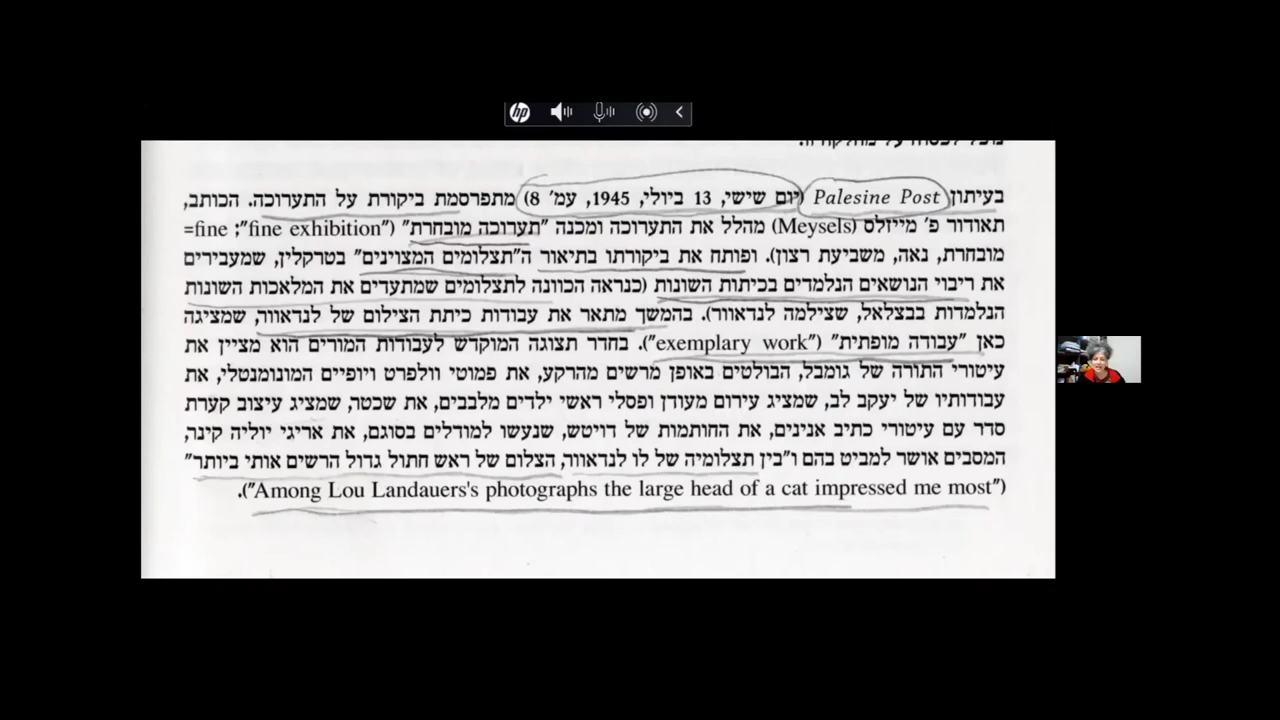 hp
בעיתון Palesine Post (יום שישי, 13 ביולי, 1945, עמ' 8) מתפרסמת ביקורת על התערוכה. הכותב,
תאודור פ' מייזלס (Meysels) מהלל את התערוכה ומכנה "תערוכה מובחרת" ("fine exhibition"; fine=
מובחרת, נאה, משביעת רצון). ופותח את ביקורתו בתיאור ה"תצלומים המצוינים" בטרקלין, שמעבירים
את ריבוי הנושאים הנלמדים בכיתות השונות (כנראה הכוונה לתצלומים שמתעדים את המלאכות השונות
הנלמדות בבצלאל, שצילמה לנדאוור). בהמשך מתאר את עבודות כיתת הצילום של לנדאוור, שמציגה
כאן "עבודה מופתית" ("exemplary work"). בחדר תצוגה המוקדש לעבודות המורים הוא מציין את
עיטורי התורה של גומבל, הבולטים באופן מרשים מהרקע, את פמוטי וולפרט ויופיים המונומנטלי, את
עבודותיו של יעקב לב, שמציג עירום מעודן ופסלי ראשי ילדים מלבבים, את שכטר, שמציג עיצוב קערת
סדר עם עיטורי כתיב אנינים, את החותמות של דויטש, שנעשו למודלים בסוגם, את אריגי יוליה קינר,
המסבים אושר למביט בהם ו"בין תצלומיה של לו לנדאוור, הצלום של ראש חתול גדול הרשים אותי ביותר"
("Among Lou Landauers's photographs the large head of a cat impressed me most").